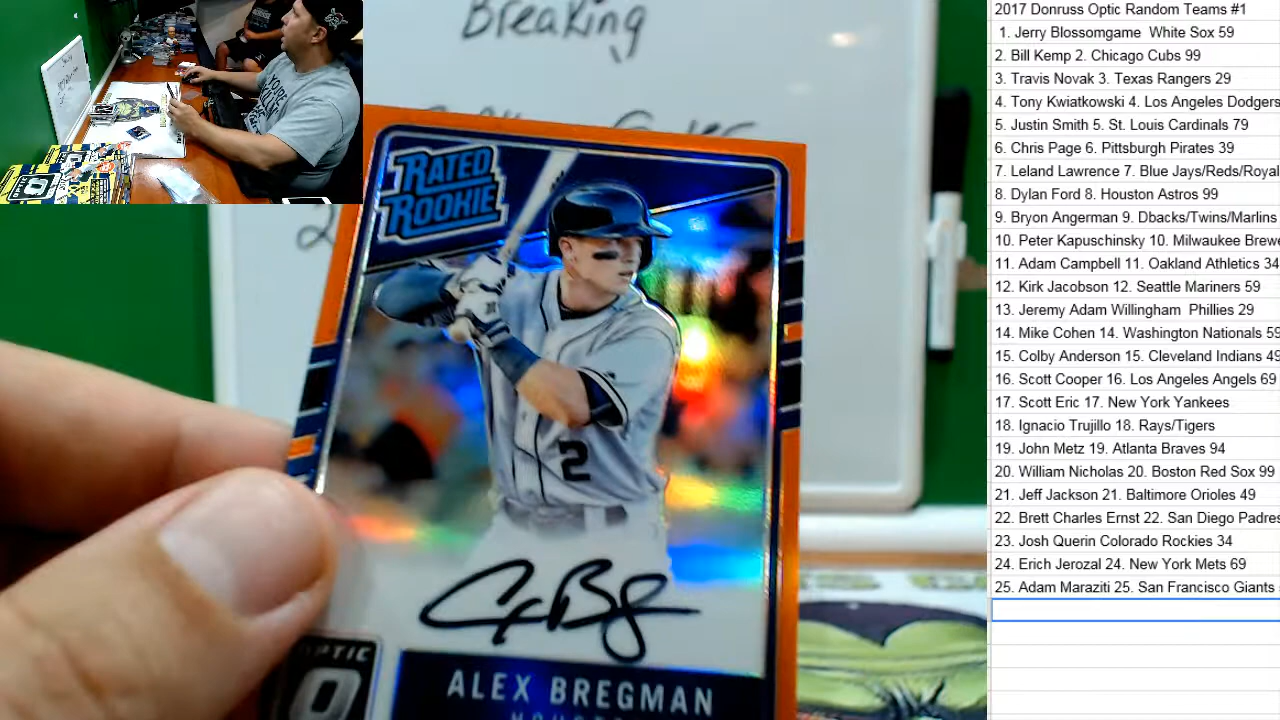 Breaking
2
RATED
ROOKIE
2
OPTIC
ALEX BREGMAN
2017 Donruss Optic Random Teams #1
1. Jerry Blossomgame White Sox 59
2. Bill Kemp 2. Chicago Cubs 99
3. Travis Novak 3. Texas Rangers 29
4. Tony Kwiatkowski 4. Los Angeles Dodgers
5. Justin Smith 5. St. Louis Cardinals 79
6. Chris Page 6. Pittsburgh Pirates 39
7. Leland Lawrence 7. Blue Jays/Reds/Royal
8. Dylan Ford 8. Houston Astros 99
9. Bryon Angerman 9. Dbacks/Twins/Marlins
10. Peter Kapuschinsky 10. Milwaukee Brewe
11. Adam Campbell 11. Oakland Athletics 34
12. Kirk Jacobson 12. Seattle Mariners 59
13. Jeremy Adam Willingham Phillies 29
14. Mike Cohen 14. Washington Nationals 59
15. Colby Anderson 15. Cleveland Indians 49
16. Scott Cooper 16. Los Angeles Angels 69
17. Scott Eric 17. New York Yankees
18. Ignacio Trujillo 18. Rays/Tigers
19. John Metz 19. Atlanta Braves 94
20. William Nicholas 20. Boston Red Sox 99
21. Jeff Jackson 21. Baltimore Orioles 49
22. Brett Charles Ernst 22. San Diego Padres
23. Josh Querin Colorado Rockies 34
24. Erich Jerozal 24. New York Mets 69
25. Adam Maraziti 25. San Francisco Giants